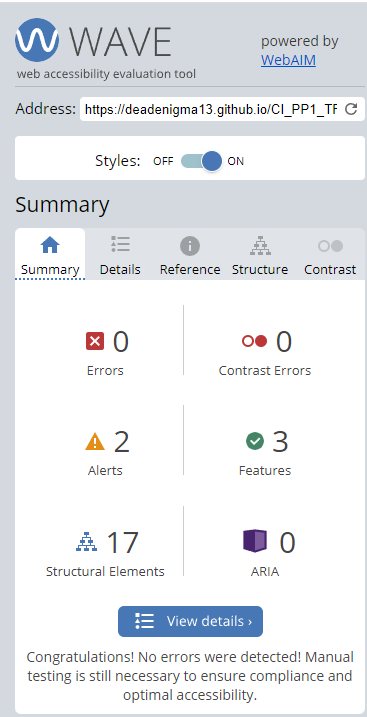 WAVE
web accessibility evaluation tool
powered by
WebAIM
Address: https://deadenigma13.github.io/CI_PP1_TF
Styles: OFF ON
Summary
Summary Details Reference Structure Contrast
0 0
Errors Contrast Errors
2 3
Alerts Features
17 0
Structural Elements ARIA
View details ›
Congratulations! No errors were detected! Manual
testing is still necessary to ensure compliance and
optimal accessibility.